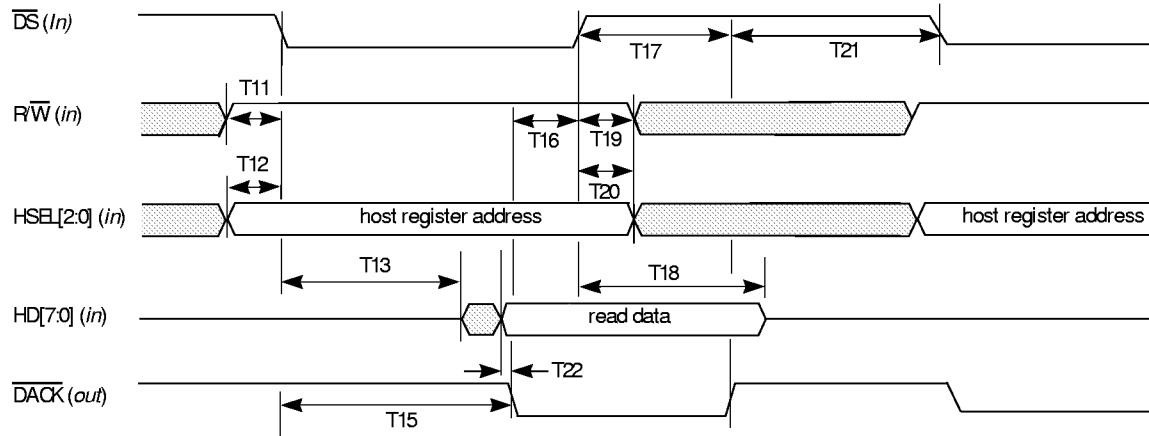 DS (In)
T17
T21
T11
R/W (in)
T16
T19
T12
T20
HSEL[2:0] (in)
host register address
host register address
T13
T18
HD[7:0] (in)
read data
T22
DACK (out)
T15